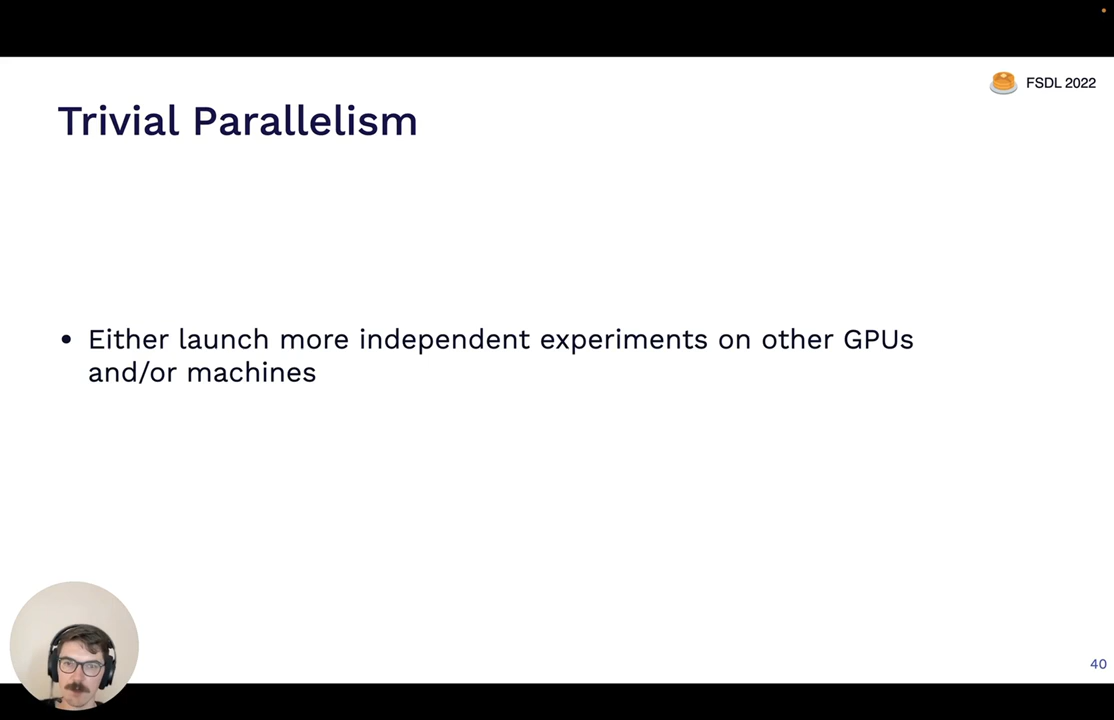 FSDL 2022
Trivial Parallelism
• Either launch more independent experiments on other GPUs
and/or machines
40